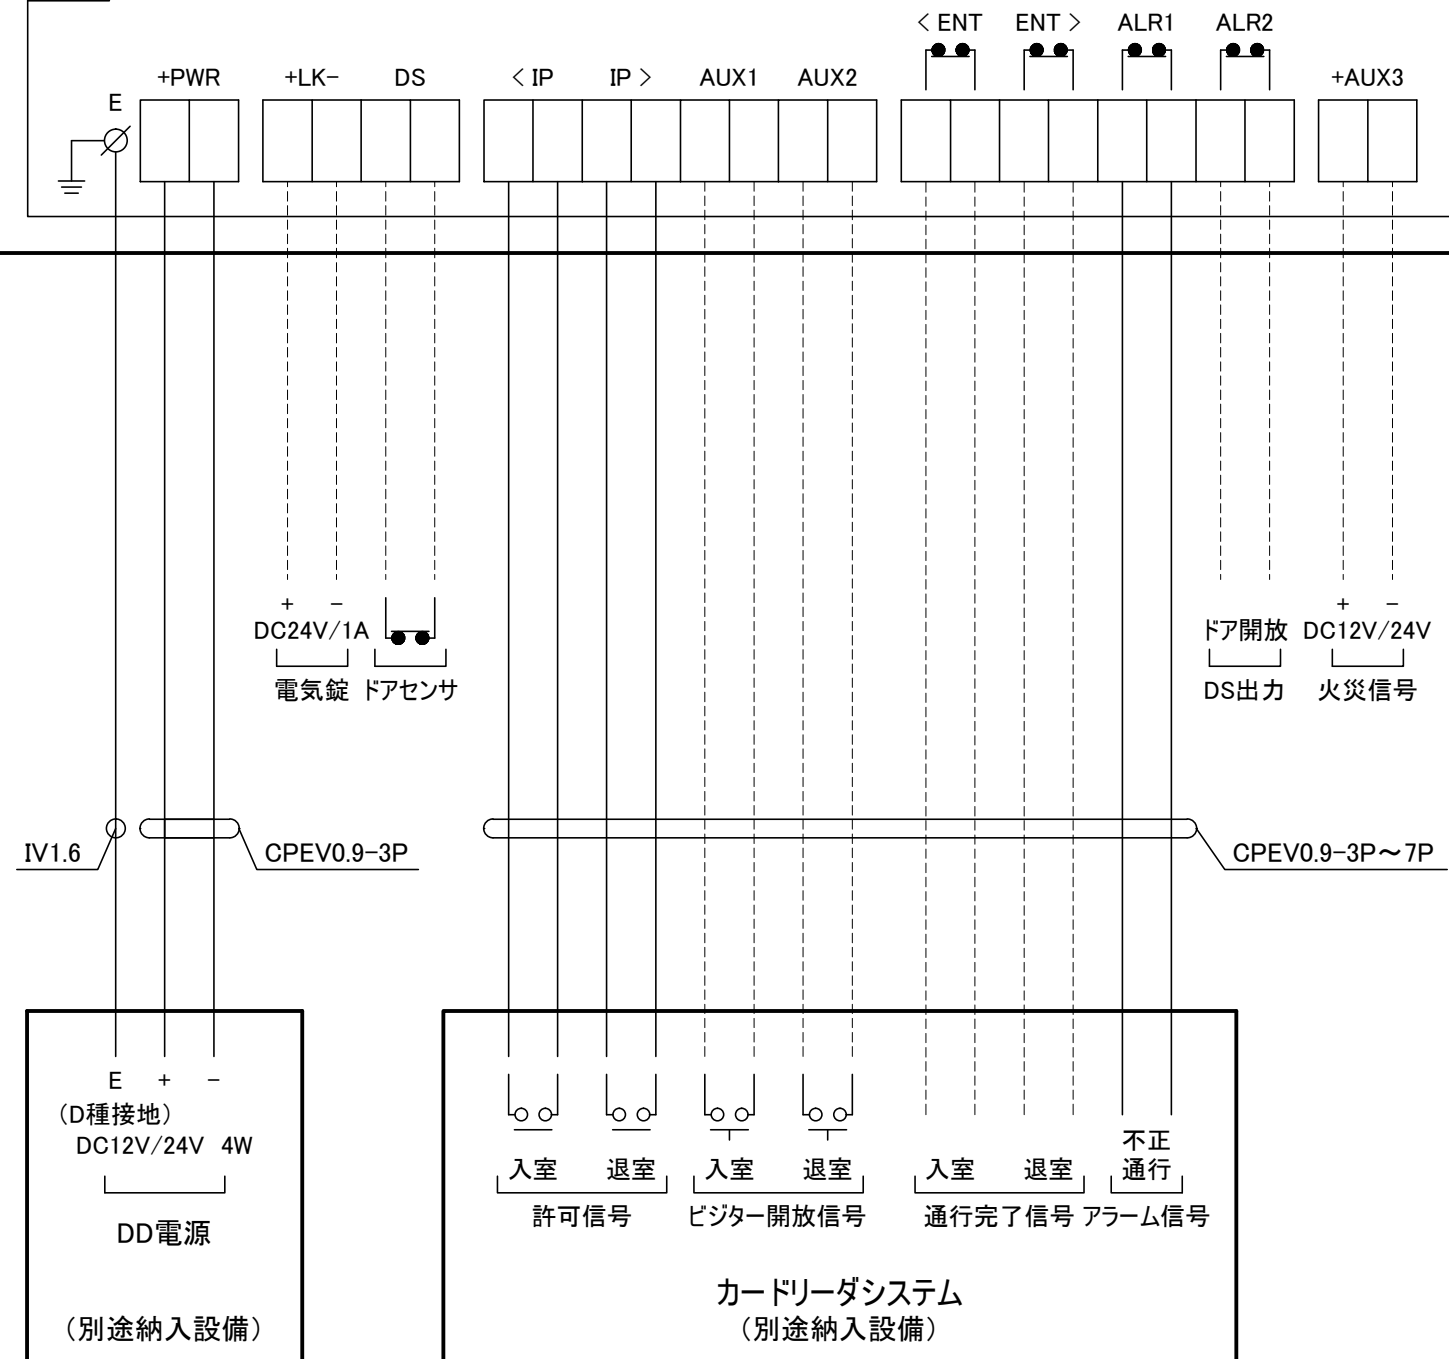 < ENT ENT > ALR1 ALR2
+PWR +LK- DS < IP IP > AUX1 AUX2 +AUX3
E
+ - + -
DC24V/1A ドア開放 DC12V/24V
電気錠 ドアセンサ DS出力 火災信号
IV1.6 CPEV0.9-3P CPEV0.9-3P～7P
E + -
(D種接地)
DC12V/24V 4W
DD電源
(別途納入設備)
不正
入室 退室 入室 退室 入室 退室 通行
許可信号 ビジター開放信号 通行完了信号 アラーム信号
カードリーダシステム
(別途納入設備)